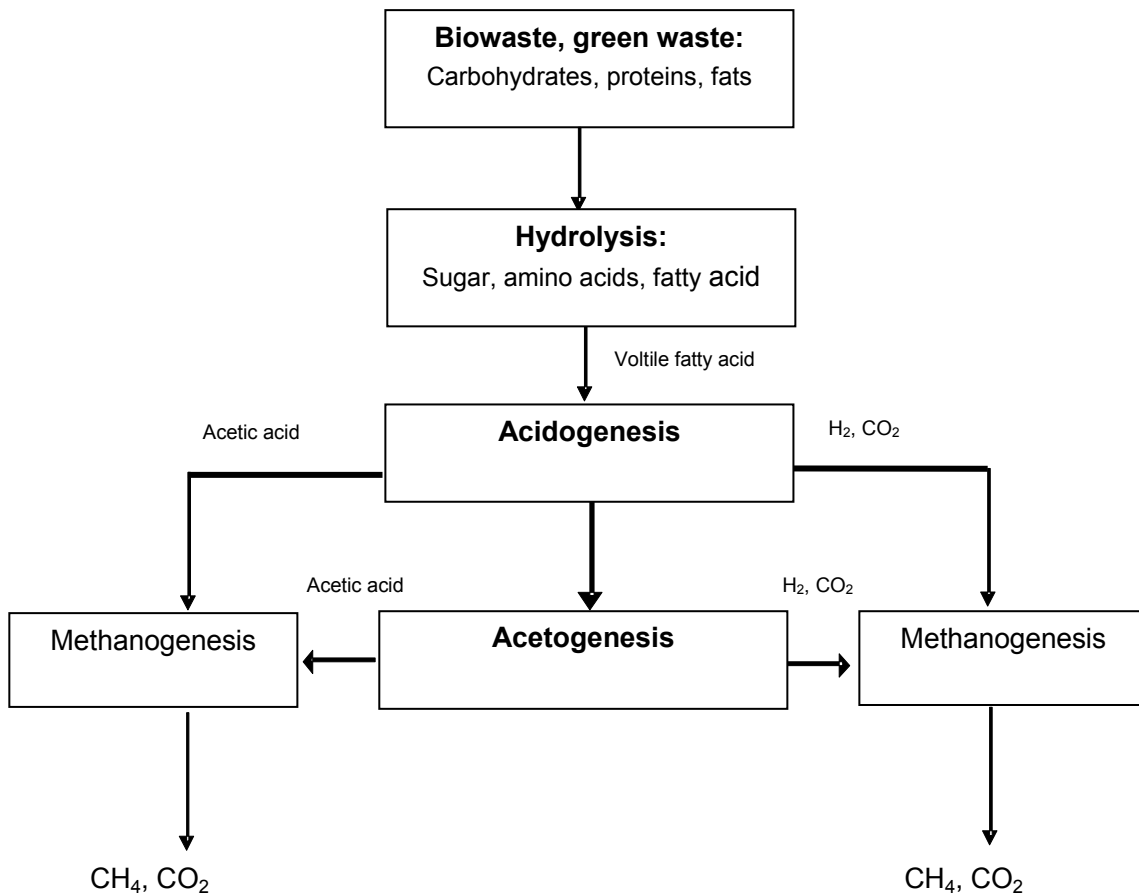 Biowaste, green waste:
Carbohydrates, proteins, fats
Hydrolysis:
Sugar, amino acids, fatty acid
Voltile fatty acid
Acetic acid
Acidogenesis
H₂, CO₂
Acetic acid
H₂, CO₂
Methanogenesis
Acetogenesis
Methanogenesis
CH₄, CO₂
CH₄, CO₂